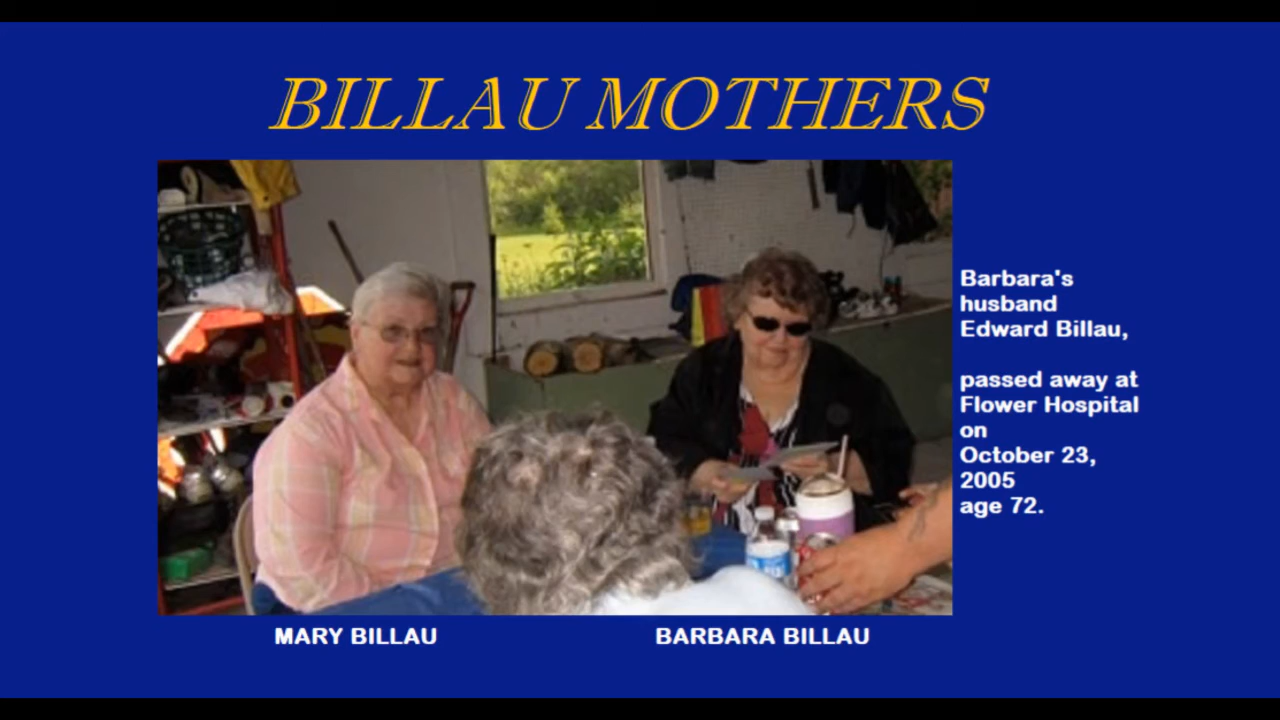 BILLAU MOTHERS
Barbara's
husband
Edward Billau,
passed away at
Flower Hospital
on
October 23,
2005
age 72.
MARY BILLAU
BARBARA BILLAU